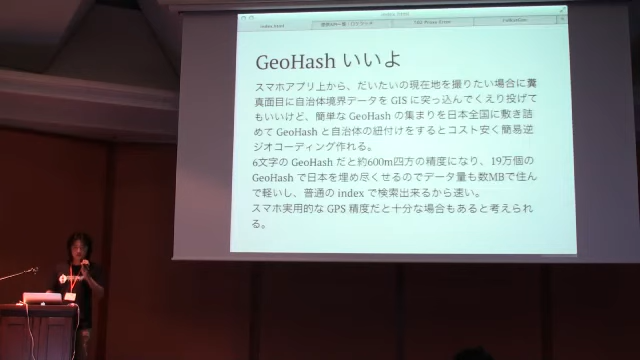 index.html
GeoHash いいよ
スマホアプリ上から、だいたいの現在地を撮りたい場合に糞
真面目に自治体境界データを GIS に突っ込んでくえり投げて
もいいけど、簡単な GeoHash の集まりを日本全国に敷き詰
めて GeoHash と自治体の紐付けをするとコスト安く簡易逆
ジオコーディング作れる。
6文字の GeoHash だと約600m四方の精度になり、19万個の
GeoHash で日本を埋め尽くせるのでデータ量も数MBで住ん
で軽いし、普通の index で検索出来るから速い。
スマホ実用的な GPS 精度だと十分な場合もあると考えられ
る。